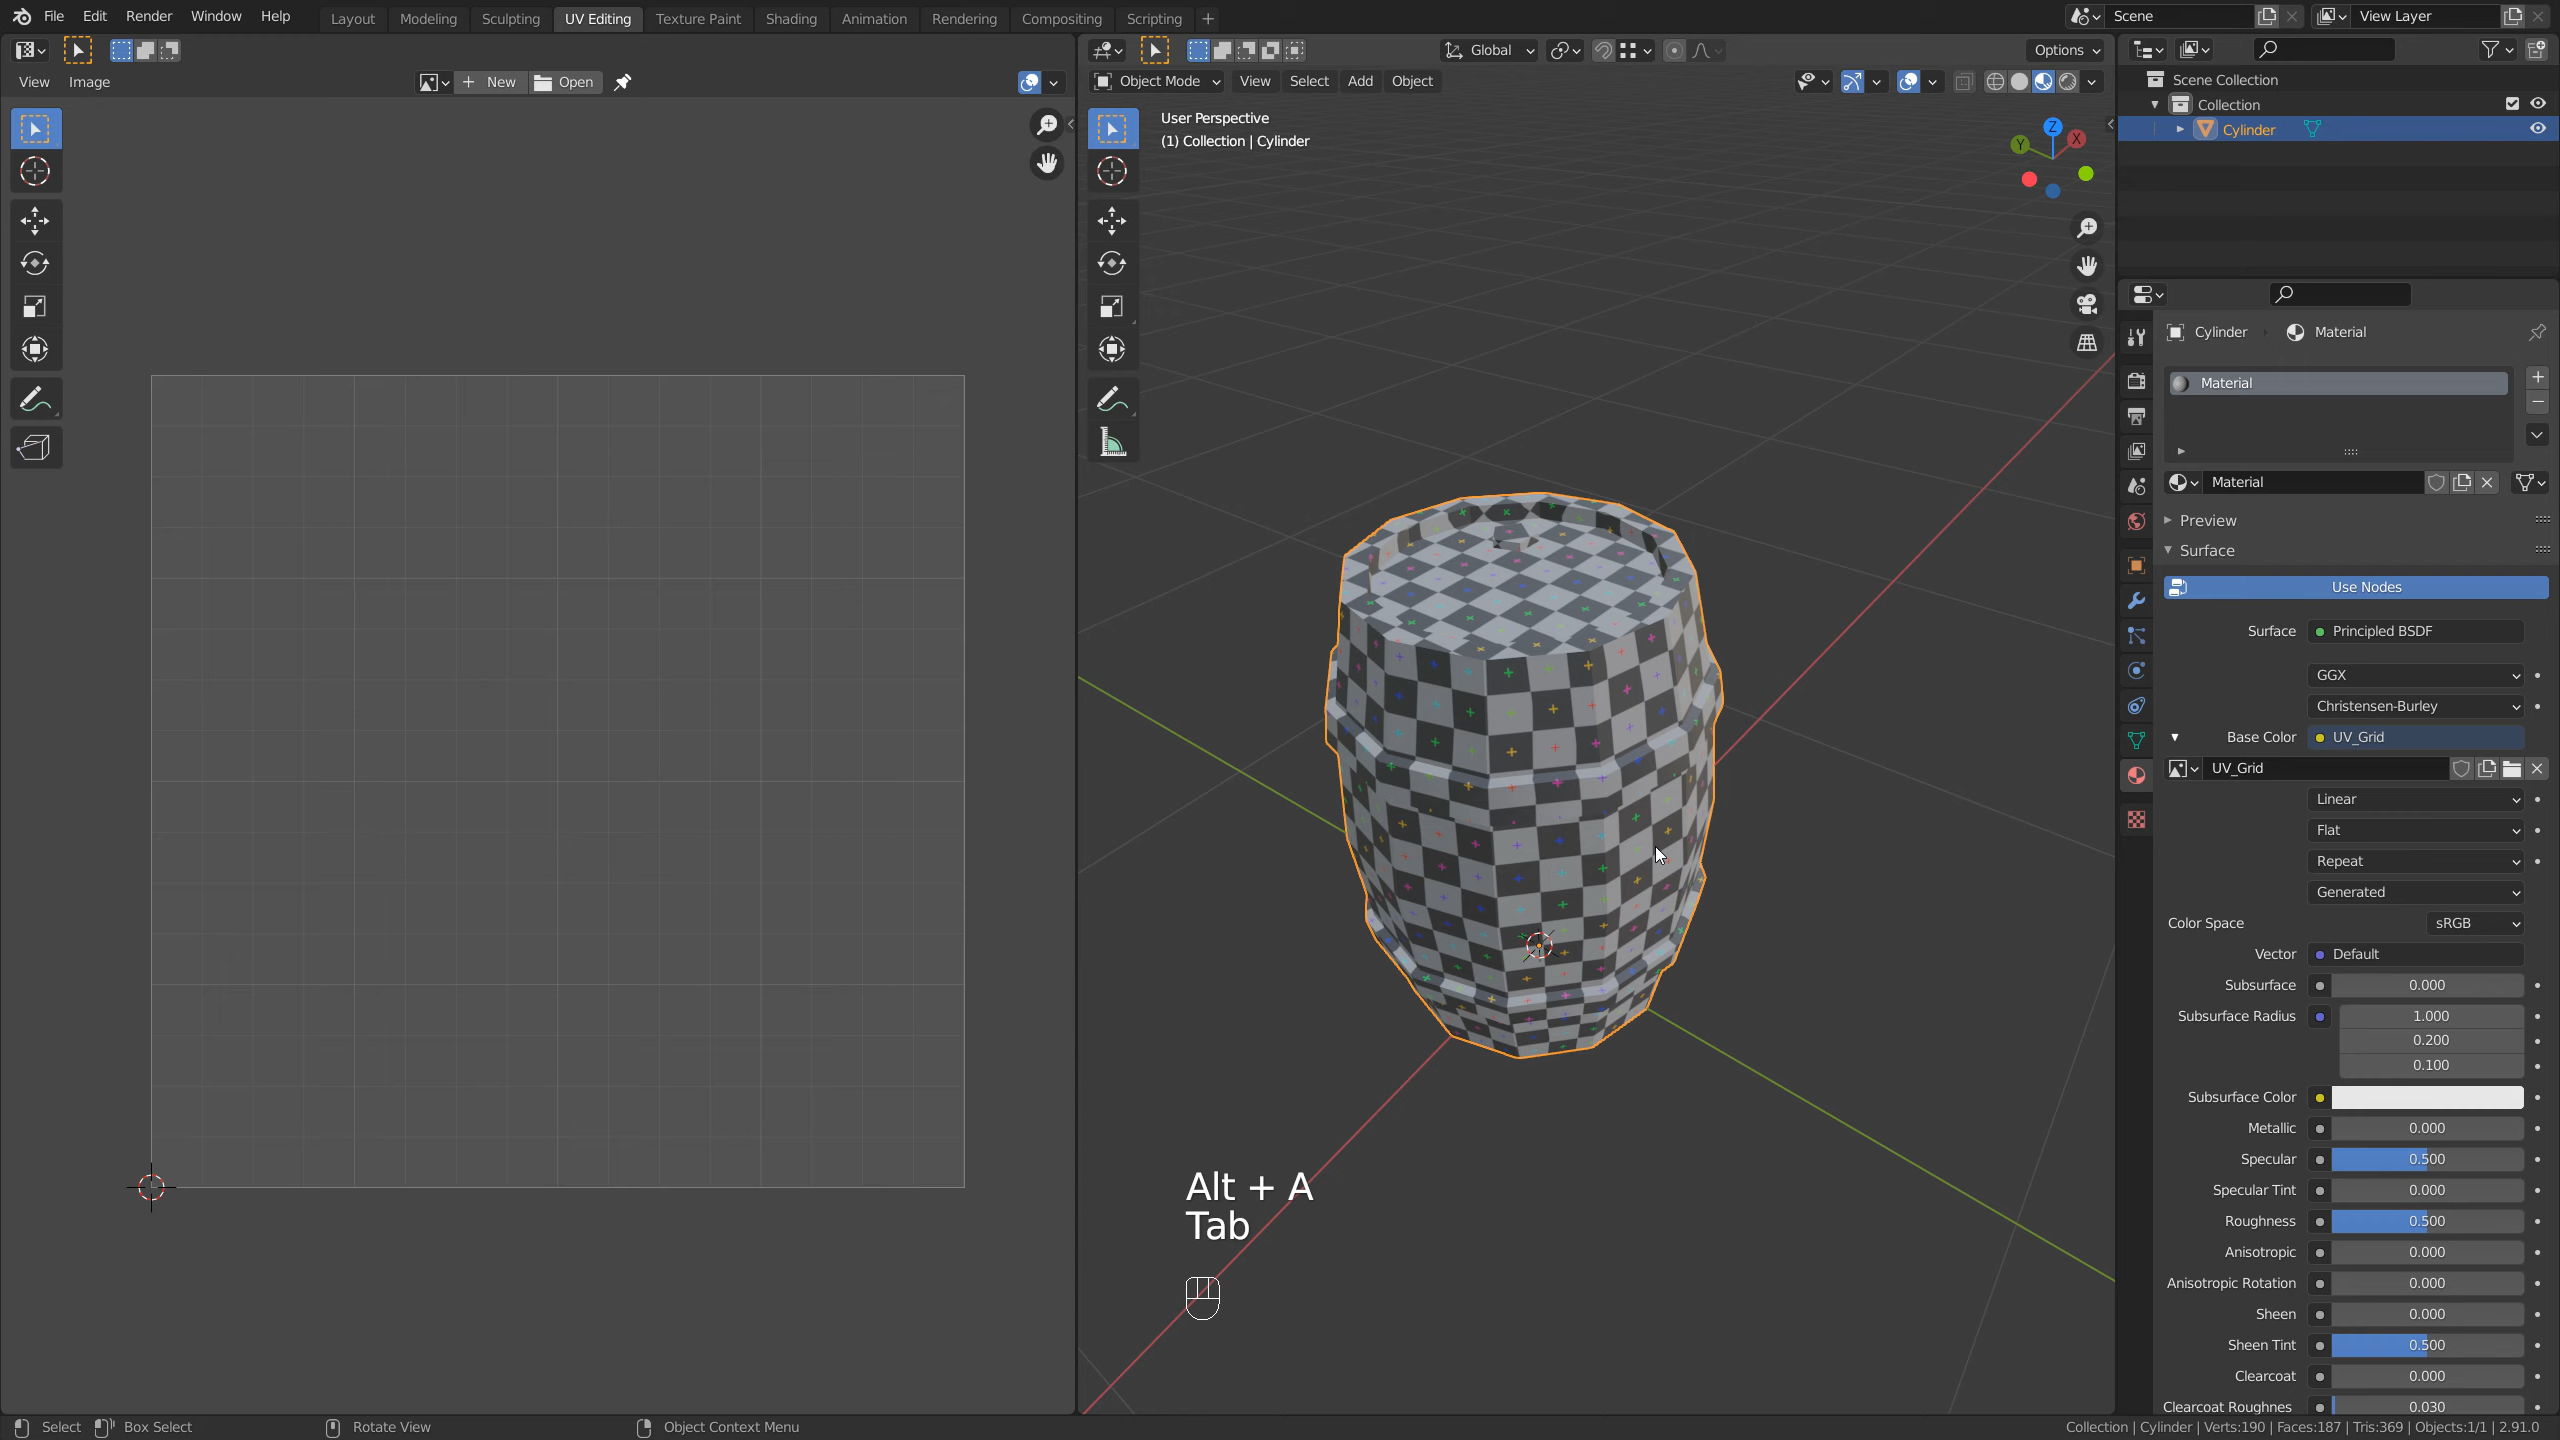 File Edit Render Window Help Layout Modeling Sculpting UV Editing Texture Paint Shading Animation Rendering Compositing Scripting +
Scene View Layer
Global Options
View Image New Open
Object Mode View Select Add Object
User Perspective
(1) Collection | Cylinder
Z X Y
Scene Collection
Collection
Cylinder
Cylinder Material
Material
Material
Preview
Surface
Use Nodes
Surface Principled BSDF
GGX
Christensen-Burley
Base Color UV_Grid
UV_Grid
Linear
Flat
Repeat
Generated
Color Space sRGB
Vector Default
Subsurface 0.000
Subsurface Radius 1.000
0.200
0.100
Subsurface Color
Metallic 0.000
Specular 0.500
Specular Tint 0.000
Roughness 0.500
Anisotropic 0.000
Anisotropic Rotation 0.000
Sheen 0.000
Sheen Tint 0.500
Clearcoat 0.000
Clearcoat Roughnes 0.030
Alt + A
Tab
Select Box Select Rotate View Object Context Menu
Collection | Cylinder | Verts:190 | Faces:187 | Tris:369 | Objects:1/1 | 2.91.0